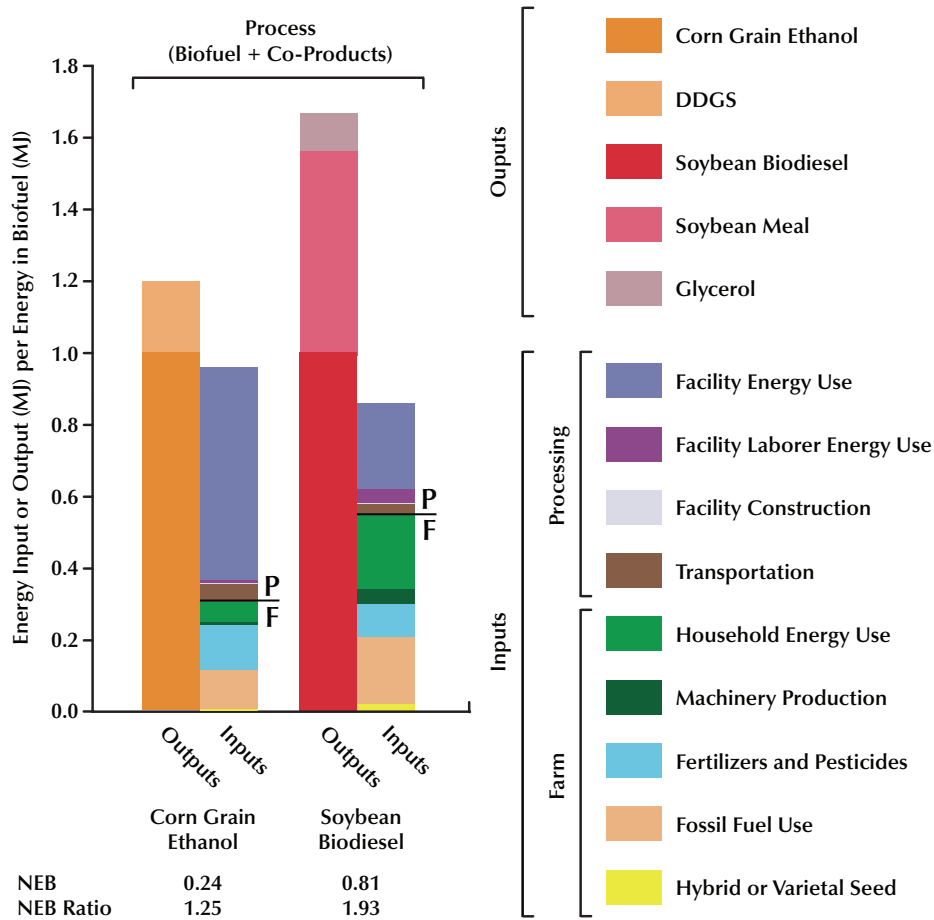 Process
(Biofuel + Co-Products)
Energy Input or Output (MJ) per Energy in Biofuel (MJ)
1.8
1.6
1.4
1.2
1.0
0.8
0.6
0.4
0.2
0.0
P
F
P
F
Outputs
Inputs
Outputs
Inputs
Corn Grain
Ethanol
Soybean
Biodiesel
NEB 0.24 0.81
NEB Ratio 1.25 1.93
Ouputs
Corn Grain Ethanol
DDGS
Soybean Biodiesel
Soybean Meal
Glycerol
Inputs
Processing
Facility Energy Use
Facility Laborer Energy Use
Facility Construction
Transportation
Farm
Household Energy Use
Machinery Production
Fertilizers and Pesticides
Fossil Fuel Use
Hybrid or Varietal Seed